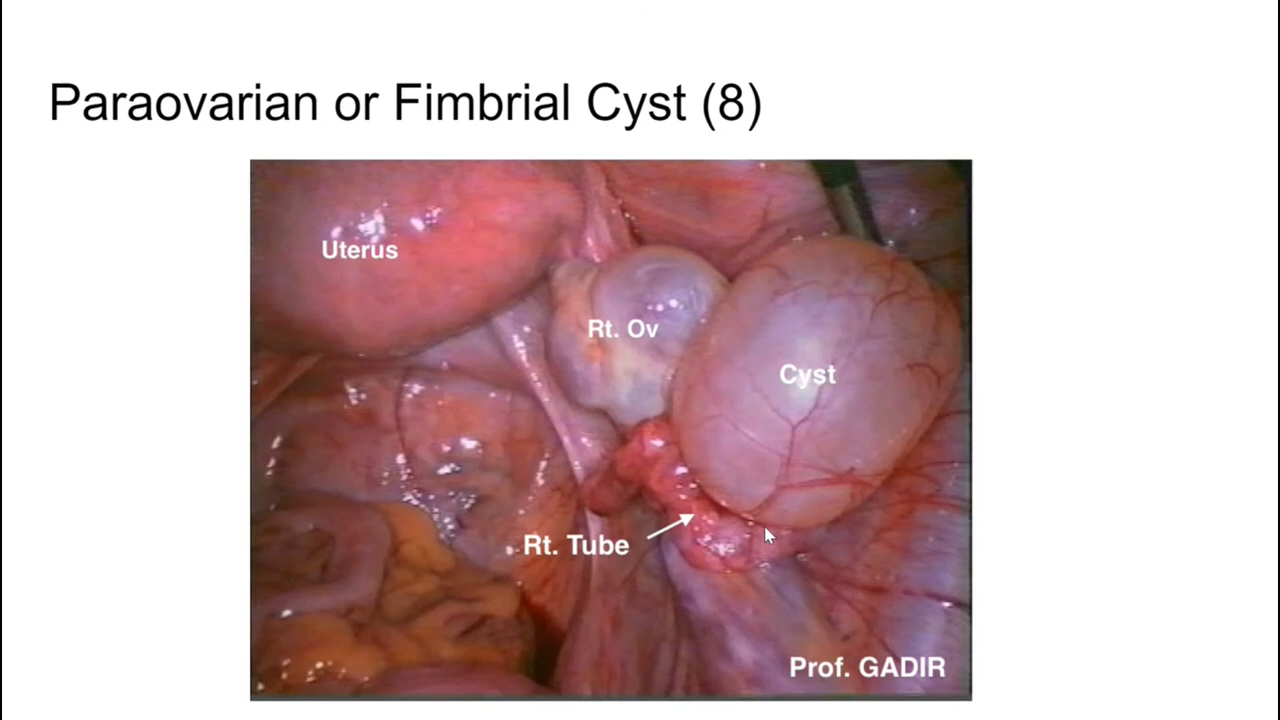 Paraovarian or Fimbrial Cyst (8)
Uterus
Rt. Ov
Cyst
Rt. Tube
Prof. GADIR